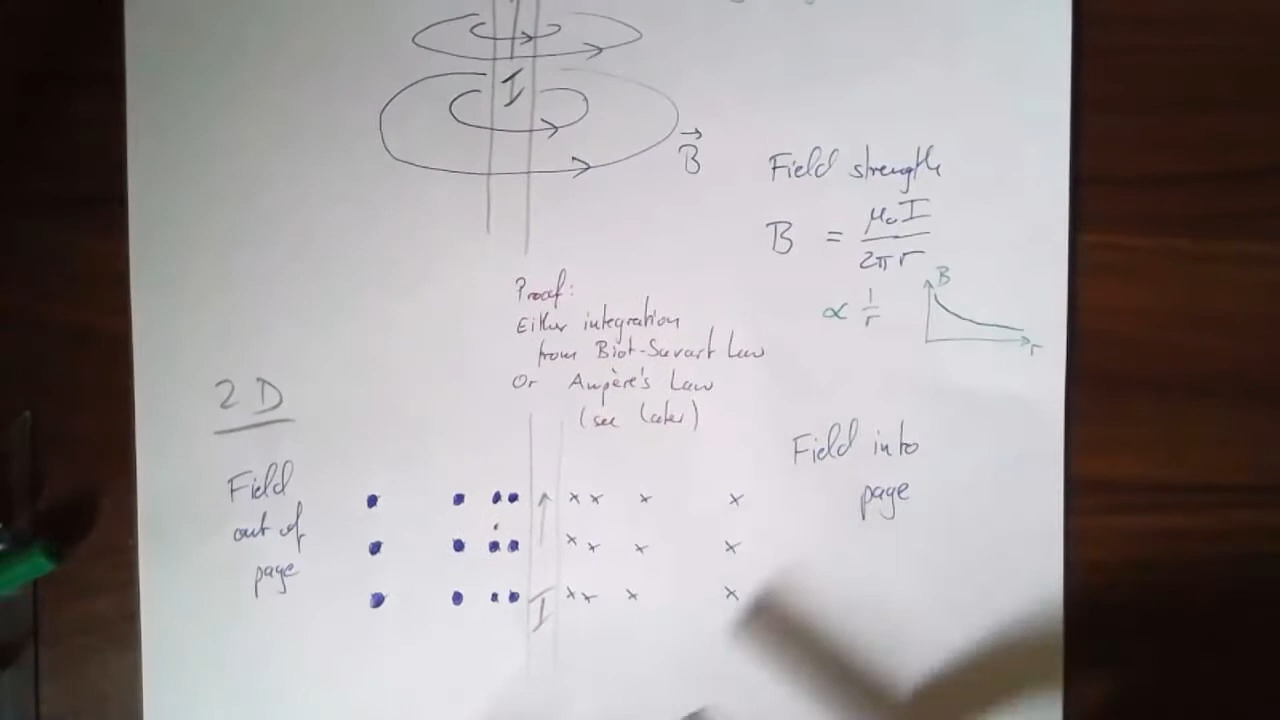 I
B
Field strength
B = μ₀I / 2πr
∝ 1/r
B
r
Proof:
Either integration
from Biot-Savart Law
Or Ampère's Law
(see later)
2D
Field
out of
page
I
Field into
page